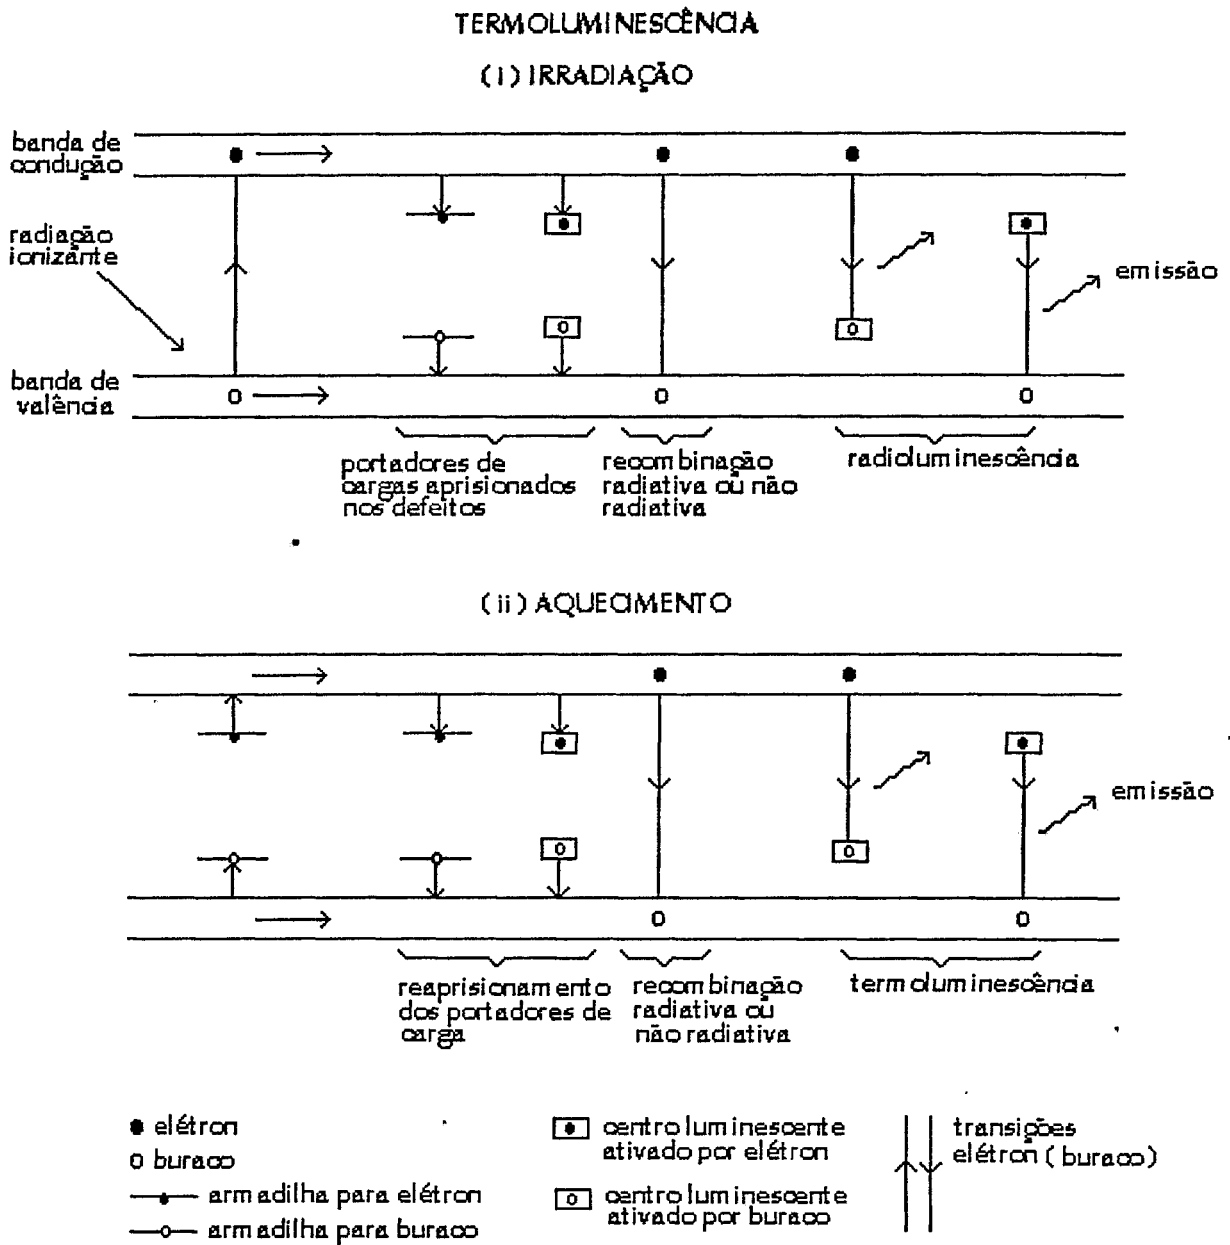 TERMOLUMINESCÊNCIA
(i) IRRADIAÇÃO
banda de
condução
radiação
ionizante
emissão
banda de
valência
portadores de
cargas aprisionados
nos defeitos
recombinação
radiativa ou não
radiativa
radioluminescência
(ii) AQUECIMENTO
emissão
reaprisionamento
dos portadores de
carga
recombinação
radiativa ou
não radiativa
termoluminescência
elétron
buraco
armadilha para elétron
armadilha para buraco
centro luminescente
ativado por elétron
centro luminescente
ativado por buraco
transições
elétron (buraco)